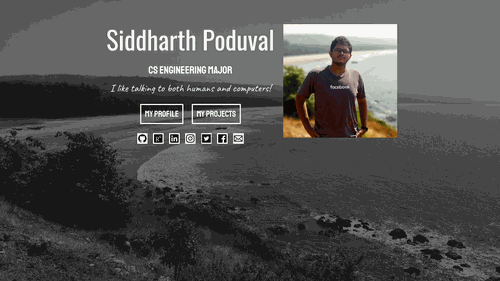 Siddharth Poduval
CS ENGINEERING MAJOR
I like talking to both humans and computers!
MY PROFILE
MY PROJECTS
facebook